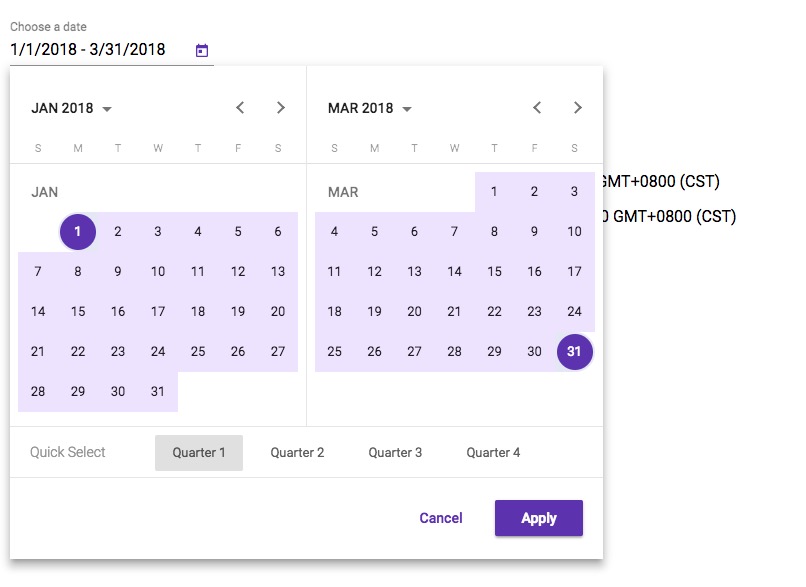 Choose a date
1/1/2018 - 3/31/2018
JAN 2018
MAR 2018
S M T W T F S
S M T W T F S
JAN
1 2 3 4 5 6
7 8 9 10 11 12 13
14 15 16 17 18 19 20
21 22 23 24 25 26 27
28 29 30 31
MAR 1 2 3
4 5 6 7 8 9 10
11 12 13 14 15 16 17
18 19 20 21 22 23 24
25 26 27 28 29 30 31
GMT+0800 (CST)
0 GMT+0800 (CST)
Quick Select Quarter 1 Quarter 2 Quarter 3 Quarter 4
Cancel Apply